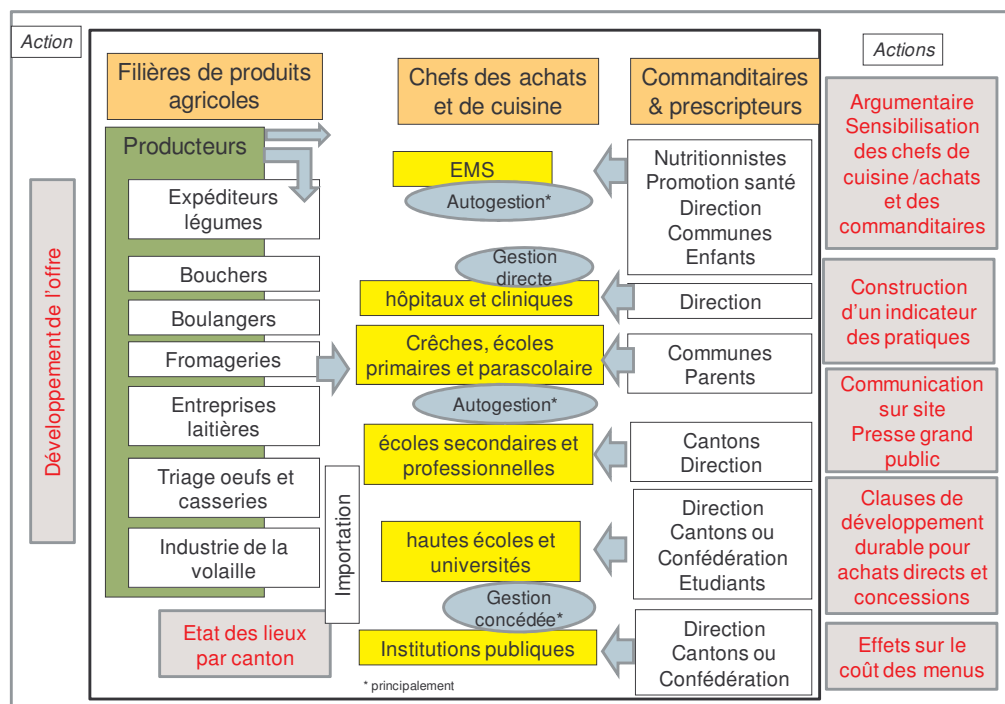 Action
Développement de l'offre
Filières de produits
agricoles
Producteurs
Expéditeurs
légumes
Bouchers
Boulangers
Fromageries
Entreprises
laitières
Triage oeufs et
casseries
Industrie de la
volaille
Etat des lieux
par canton
Importation
Chefs des achats
et de cuisine
EMS
Autogestion*
Gestion
directe
hôpitaux et cliniques
Crêches, écoles
primaires et parascolaire
Autogestion*
écoles secondaires et
professionnelles
hautes écoles et
universités
Gestion
concédée*
Institutions publiques
* principalement
Commanditaires
& prescripteurs
Nutritionnistes
Promotion santé
Direction
Communes
Enfants
Direction
Communes
Parents
Cantons
Direction
Direction
Cantons ou
Confédération
Etudiants
Direction
Cantons ou
Confédération
Actions
Argumentaire
Sensibilisation
des chefs de
cuisine /achats
et des
commanditaires
Construction
d'un indicateur
des pratiques
Communication
sur site
Presse grand
public
Clauses de
développement
durable pour
achats directs et
concessions
Effets sur le
coût des menus